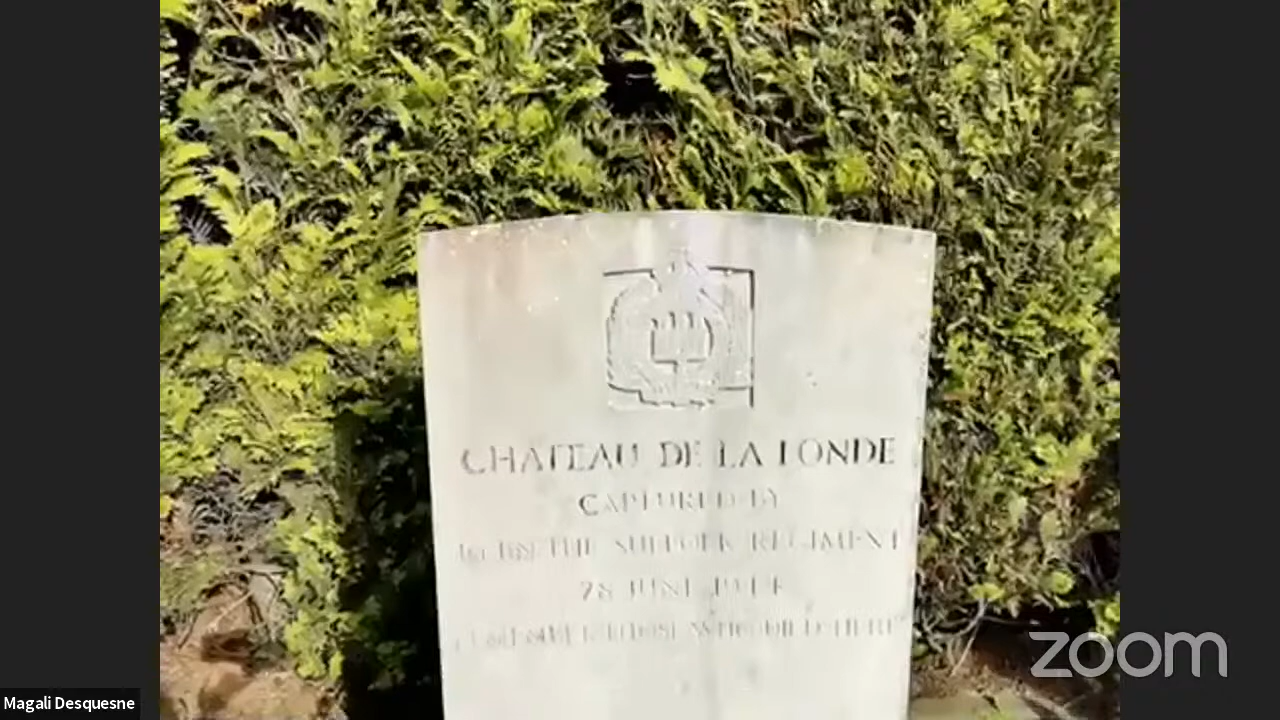 CHATEAU DE LA LONDE
CAPTURED BY
1st BN THE SUFFOLK REGIMENT
28 JUNE 1944
WHO DIED HERE
zoom
Magali Desquesne